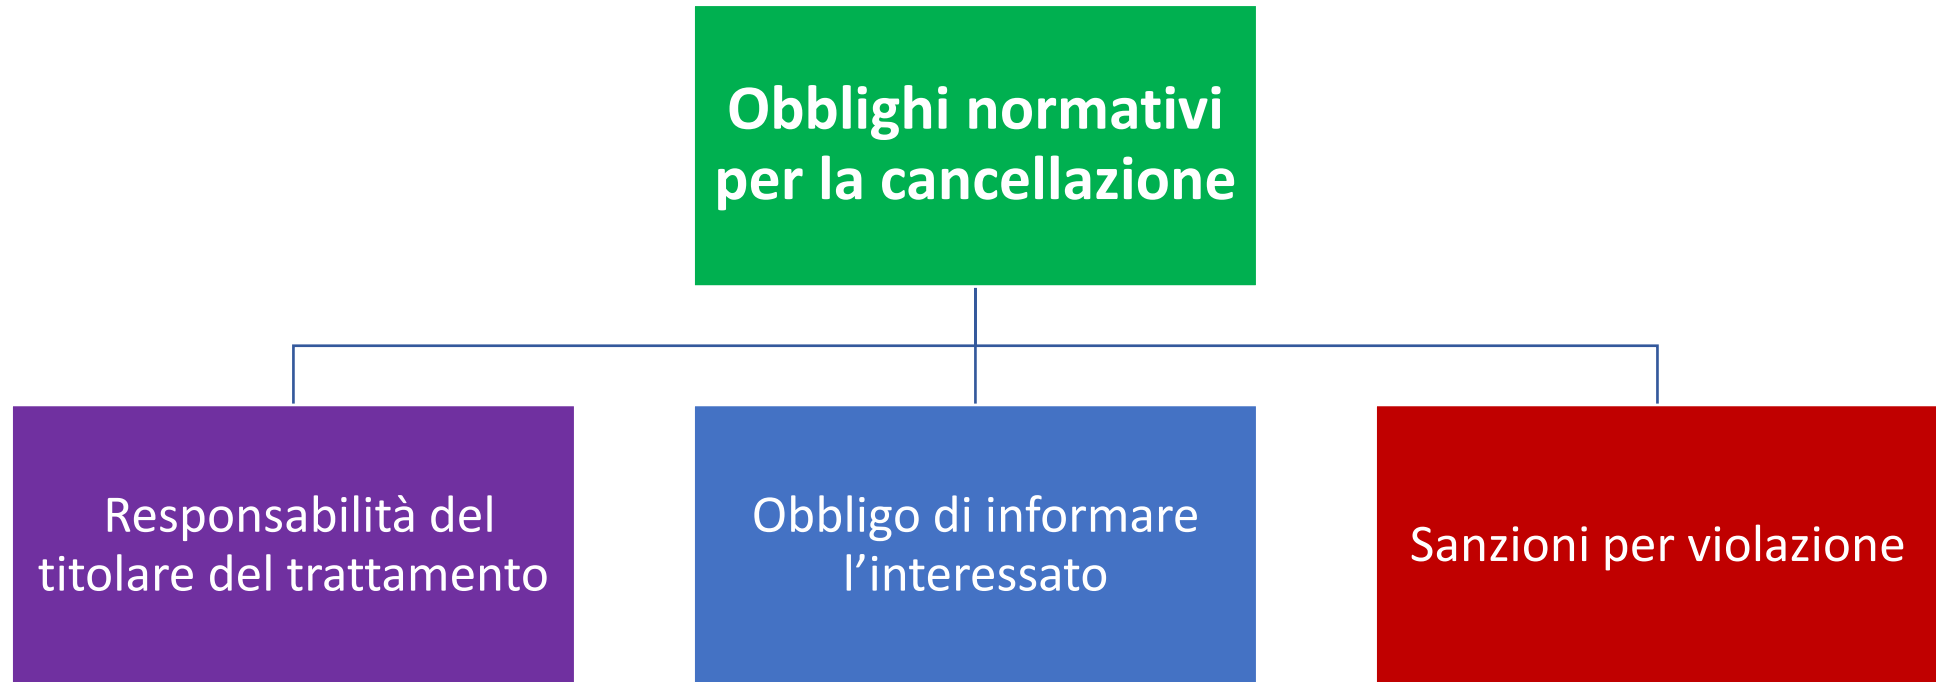 Obblighi normativi
per la cancellazione
Responsabilità del
titolare del trattamento
Obbligo di informare
l’interessato
Sanzioni per violazione